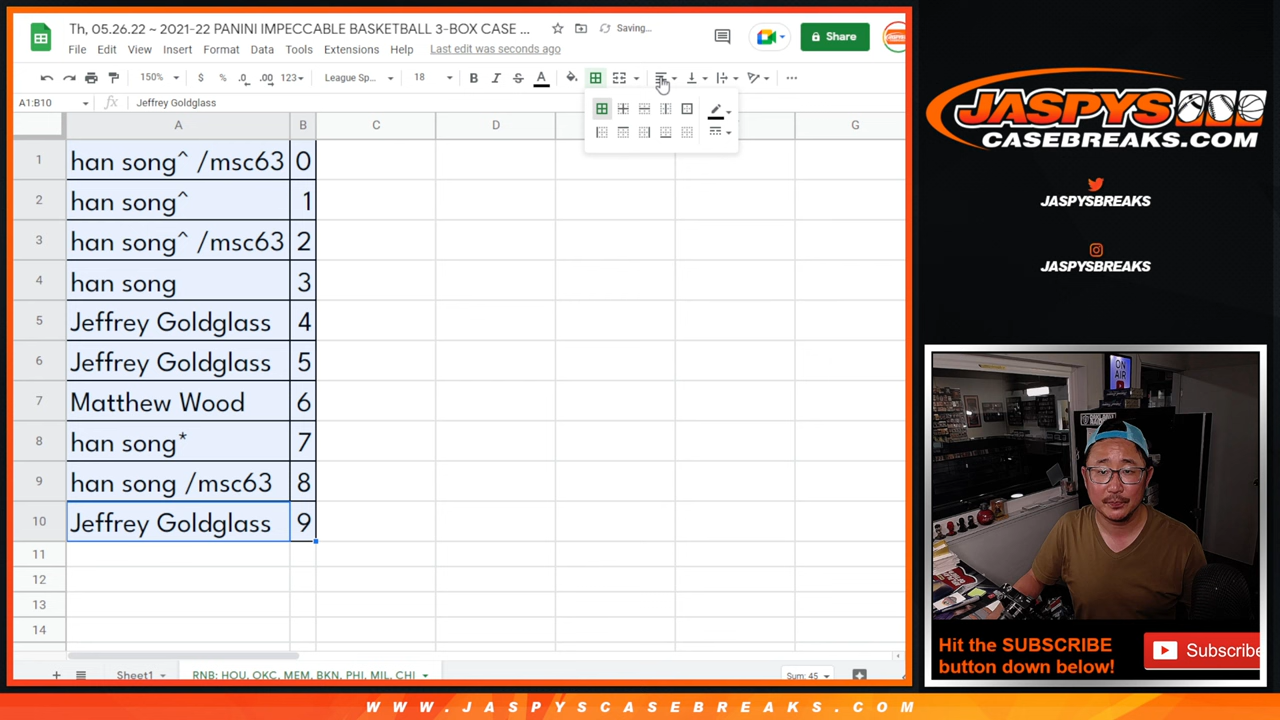 Th, 05.26.22 ~ 2021-22 PANINI IMPECCABLE BASKETBALL 3-BOX CASE ...
Saving...
File Edit View Insert Format Data Tools Extensions Help Last edit was seconds ago
Share
150% $ % .0 .00 123 League Sp... 18 B I S A
A1:B10 fx Jeffrey Goldglass
A B C D E G
1 han song^ /msc63 0
2 han song^ 1
3 han song^ /msc63 2
4 han song 3
5 Jeffrey Goldglass 4
6 Jeffrey Goldglass 5
7 Matthew Wood 6
8 han song* 7
9 han song /msc63 8
10 Jeffrey Goldglass 9
11
12
13
14
Sheet1 RNB: HOU, OKC, MEM, BKN, PHI, MIL, CHI Sum: 45
JASPYS
CASEBREAKS.COM
JASPYSBREAKS
JASPYSBREAKS
ON AIR
Hit the SUBSCRIBE
button down below!
Subscribe
WWW.JASPYSCASEBREAKS.COM